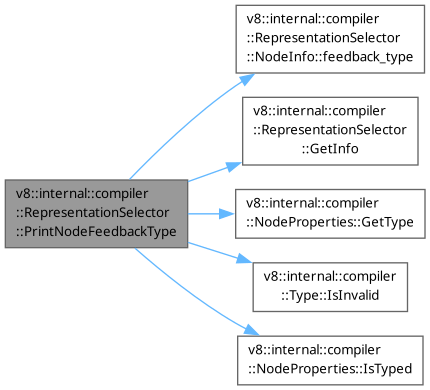 v8::internal::compiler
::RepresentationSelector
::PrintNodeFeedbackType
v8::internal::compiler
::RepresentationSelector
::NodeInfo::feedback_type
v8::internal::compiler
::RepresentationSelector
::GetInfo
v8::internal::compiler
::NodeProperties::GetType
v8::internal::compiler
::Type::IsInvalid
v8::internal::compiler
::NodeProperties::IsTyped